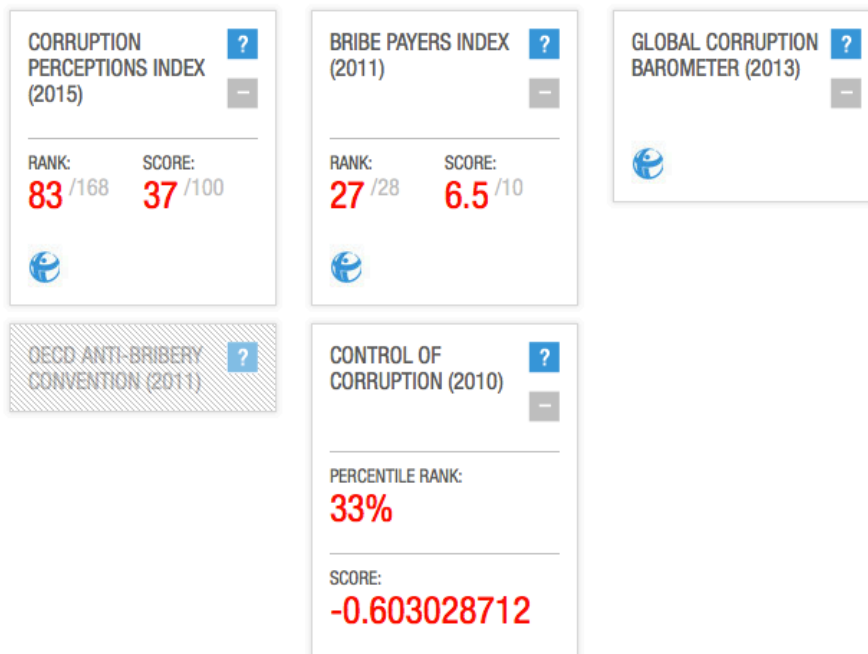 CORRUPTION
PERCEPTIONS INDEX
(2015)
?
–
RANK:
83 /168
SCORE:
37 /100
BRIBE PAYERS INDEX
(2011)
?
–
RANK:
27 /28
SCORE:
6.5 /10
GLOBAL CORRUPTION
BAROMETER (2013)
?
–
OECD ANTI-BRIBERY
CONVENTION (2011)
?
CONTROL OF
CORRUPTION (2010)
?
–
PERCENTILE RANK:
33%
SCORE:
-0.603028712